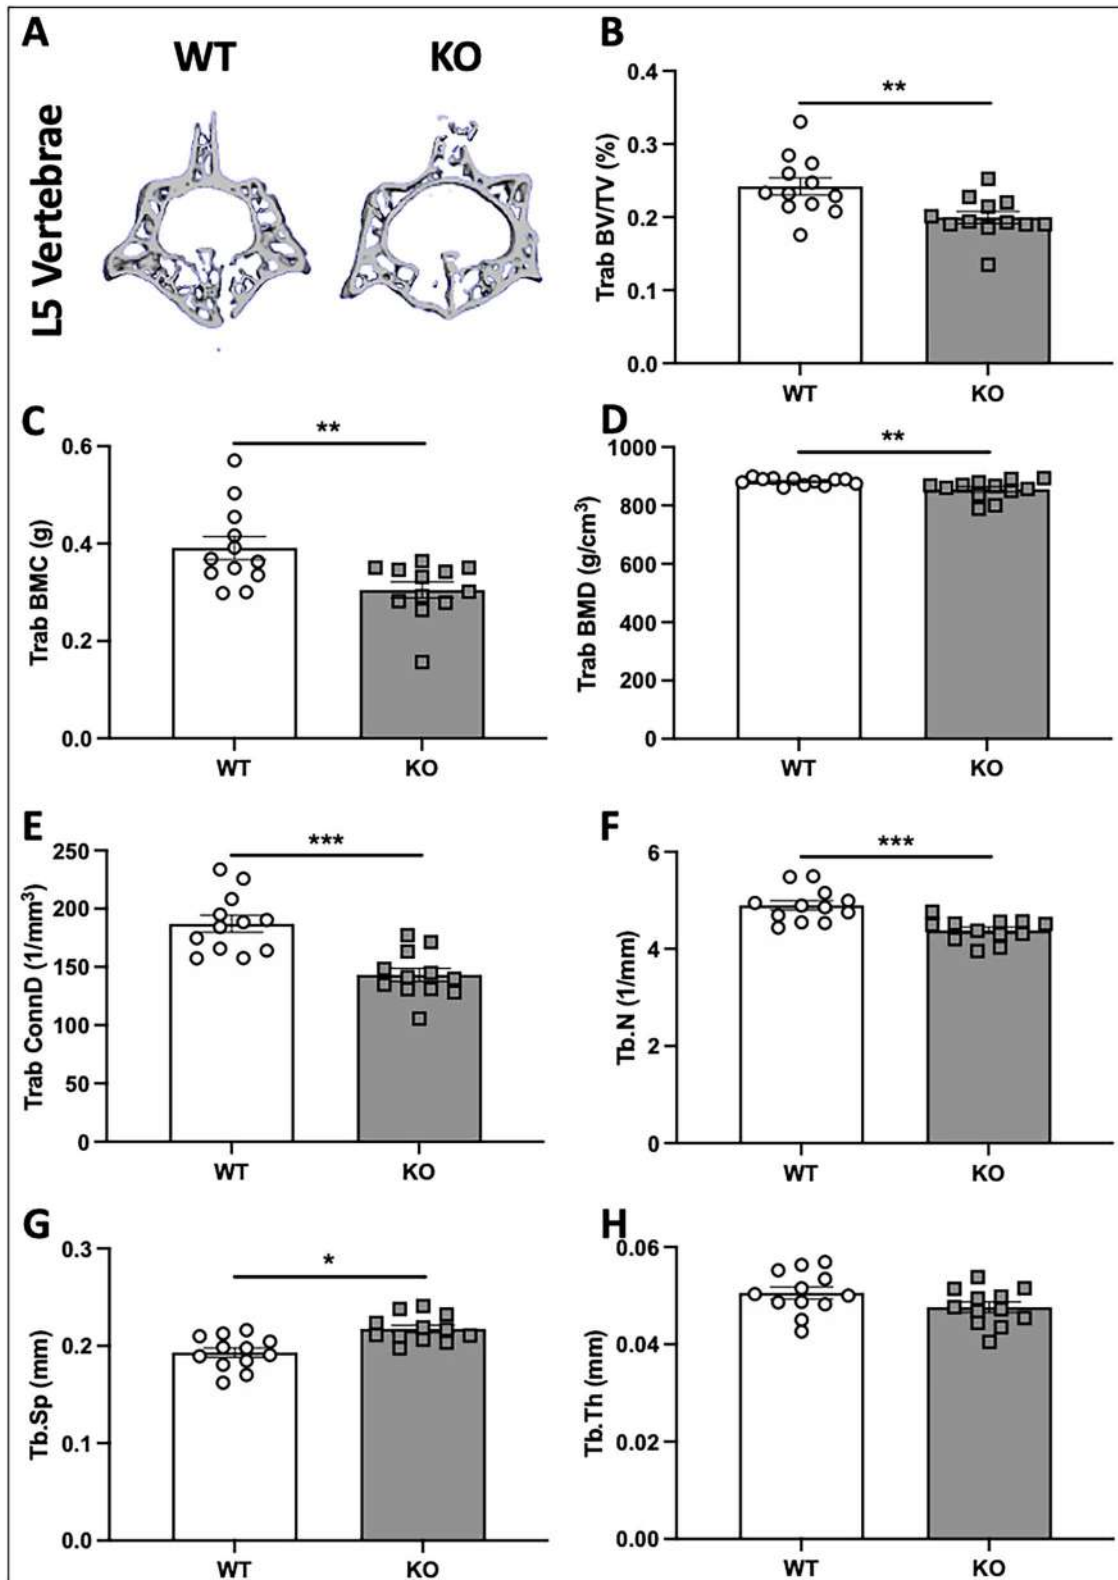 A
WT KO
L5 Vertebrae
B
**
Trab BV/TV (%)
0.4
0.3
0.2
0.1
0.0
WT KO
C
**
Trab BMC (g)
0.6
0.4
0.2
0.0
WT KO
D
**
Trab BMD (g/cm³)
1000
800
600
400
200
0
WT KO
E
***
Trab ConnD (1/mm³)
250
200
150
100
50
0
WT KO
F
***
Tb.N (1/mm)
6
4
2
0
WT KO
G
*
Tb.Sp (mm)
0.3
0.2
0.1
0.0
WT KO
H
Tb.Th (mm)
0.06
0.04
0.02
0.00
WT KO